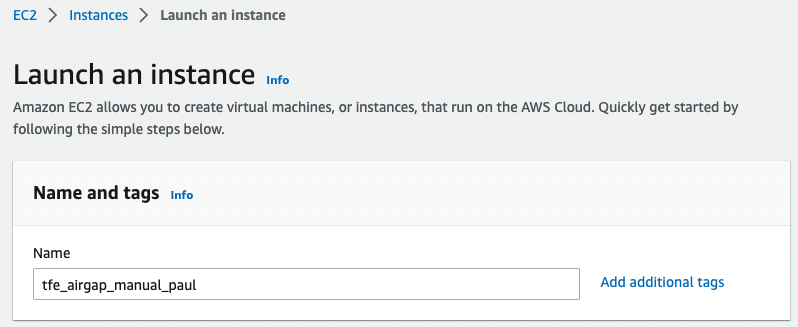 EC2 > Instances > Launch an instance
Launch an instance Info
Amazon EC2 allows you to create virtual machines, or instances, that run on the AWS Cloud. Quickly get started by
following the simple steps below.
Name and tags Info
Name
tfe_airgap_manual_paul Add additional tags